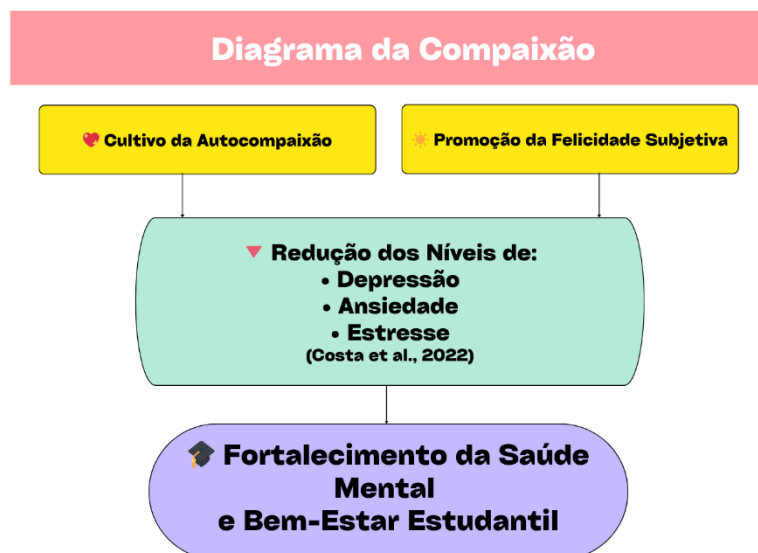 Diagrama da Compaixão
💖 Cultivo da Autocompaixão
☀️ Promoção da Felicidade Subjetiva
🔻 Redução dos Níveis de:
• Depressão
• Ansiedade
• Estresse
(Costa et al., 2022)
🎓 Fortalecimento da Saúde
Mental
e Bem-Estar Estudantil